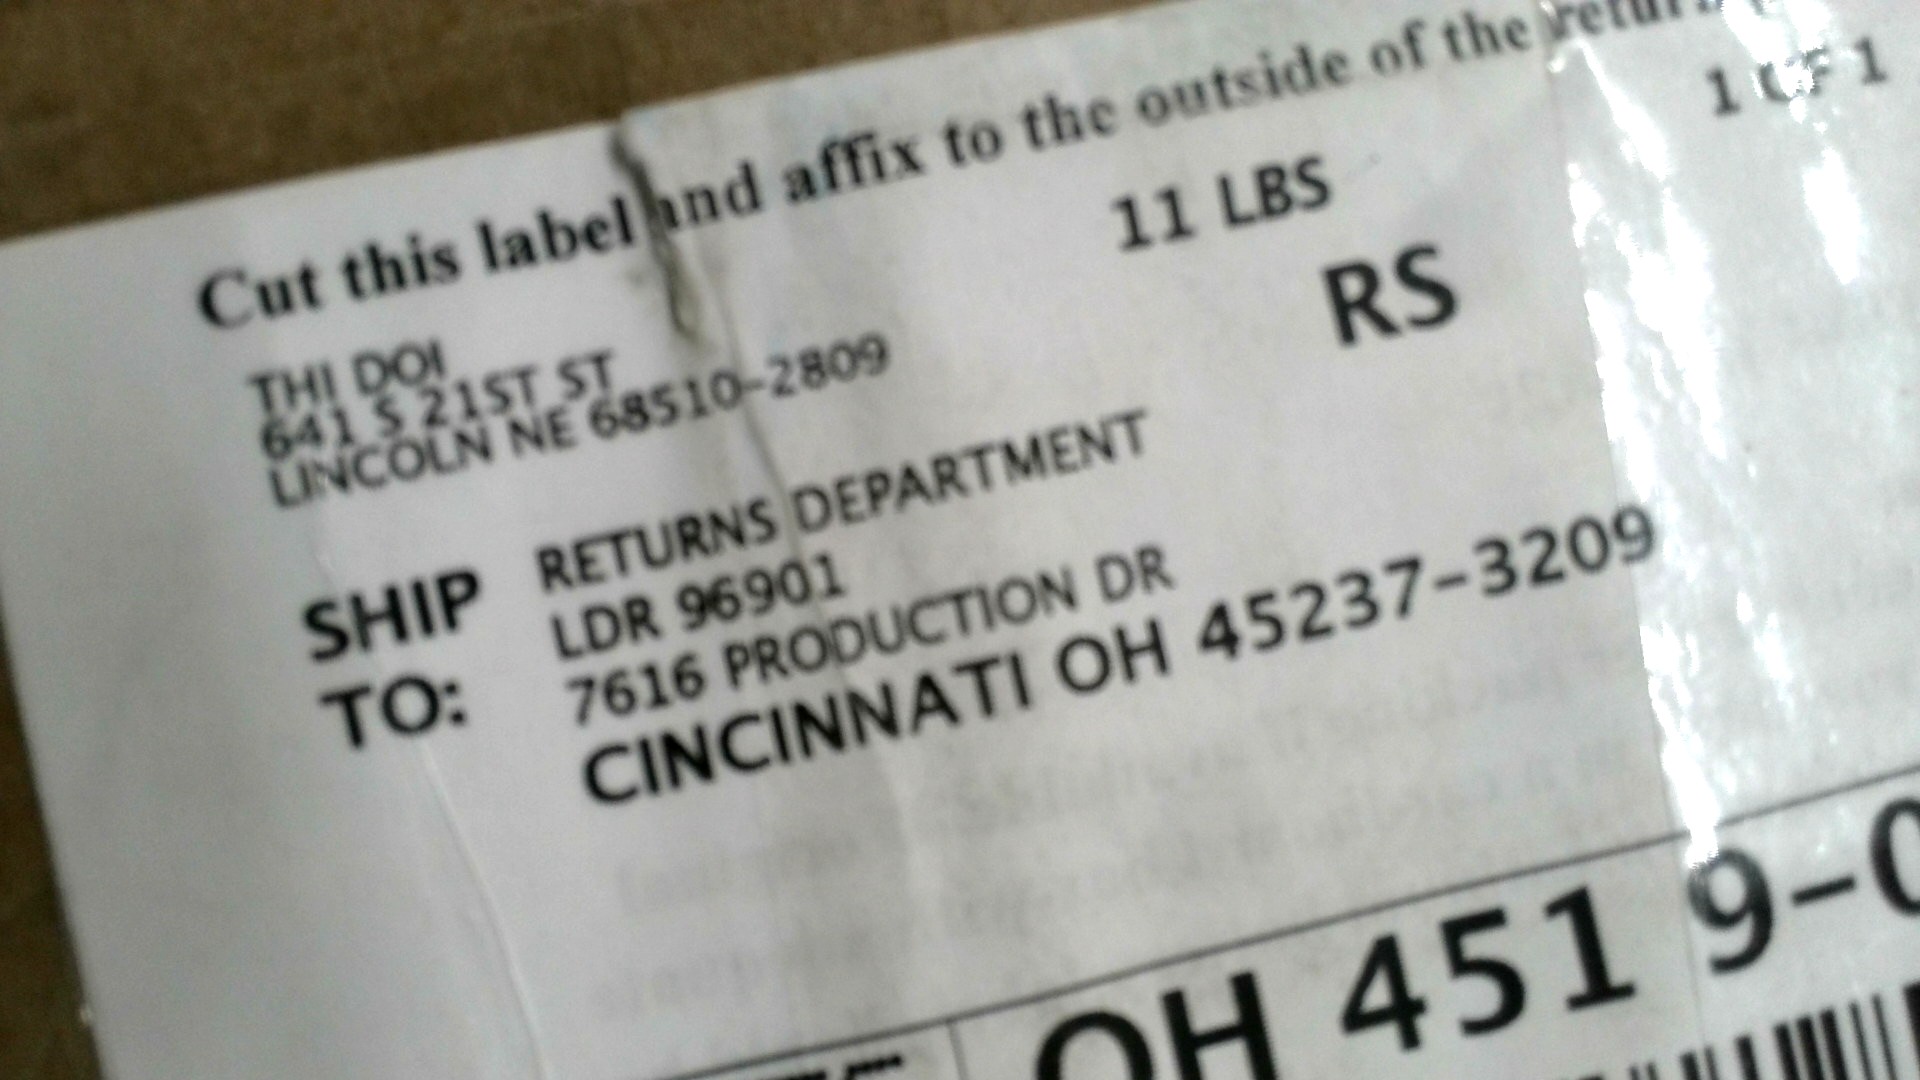 Cut this label and affix to the outside of the return
1 OF 1
11 LBS
RS
THI DOI
641 S 21ST ST
LINCOLN NE 68510-2809
SHIP TO:
RETURNS DEPARTMENT
LDR 96901
7616 PRODUCTION DR
CINCINNATI OH 45237-3209
OH 451 9-0